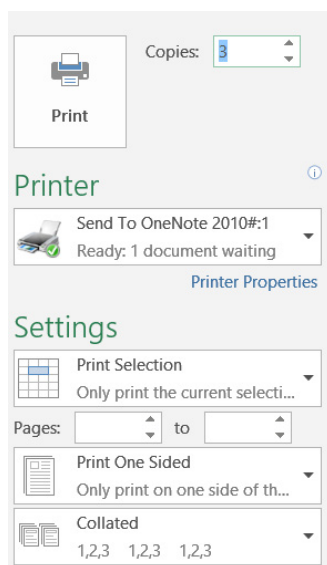 Copies: 3
Print
Printer
Send To OneNote 2010#:1
Ready: 1 document waiting
Printer Properties
Settings
Print Selection
Only print the current selecti...
Pages: to
Print One Sided
Only print on one side of th...
Collated
1,2,3 1,2,3 1,2,3